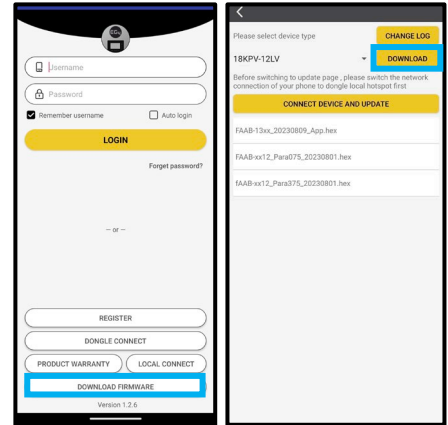 EG4
Username
Password
Remember username
Auto login
LOGIN
Forget password?
— or —
REGISTER
DONGLE CONNECT
PRODUCT WARRANTY
LOCAL CONNECT
DOWNLOAD FIRMWARE
Version 1.2.6
Please select device type
CHANGE LOG
18KPV-12LV
DOWNLOAD
Before switching to update page , please switch the network
connection of your phone to dongle local hotspot first
CONNECT DEVICE AND UPDATE
FAAB-13xx_20230809_App.hex
FAAB-xx12_Para075_20230801.hex
fAAB-xx12_Para375_20230801.hex